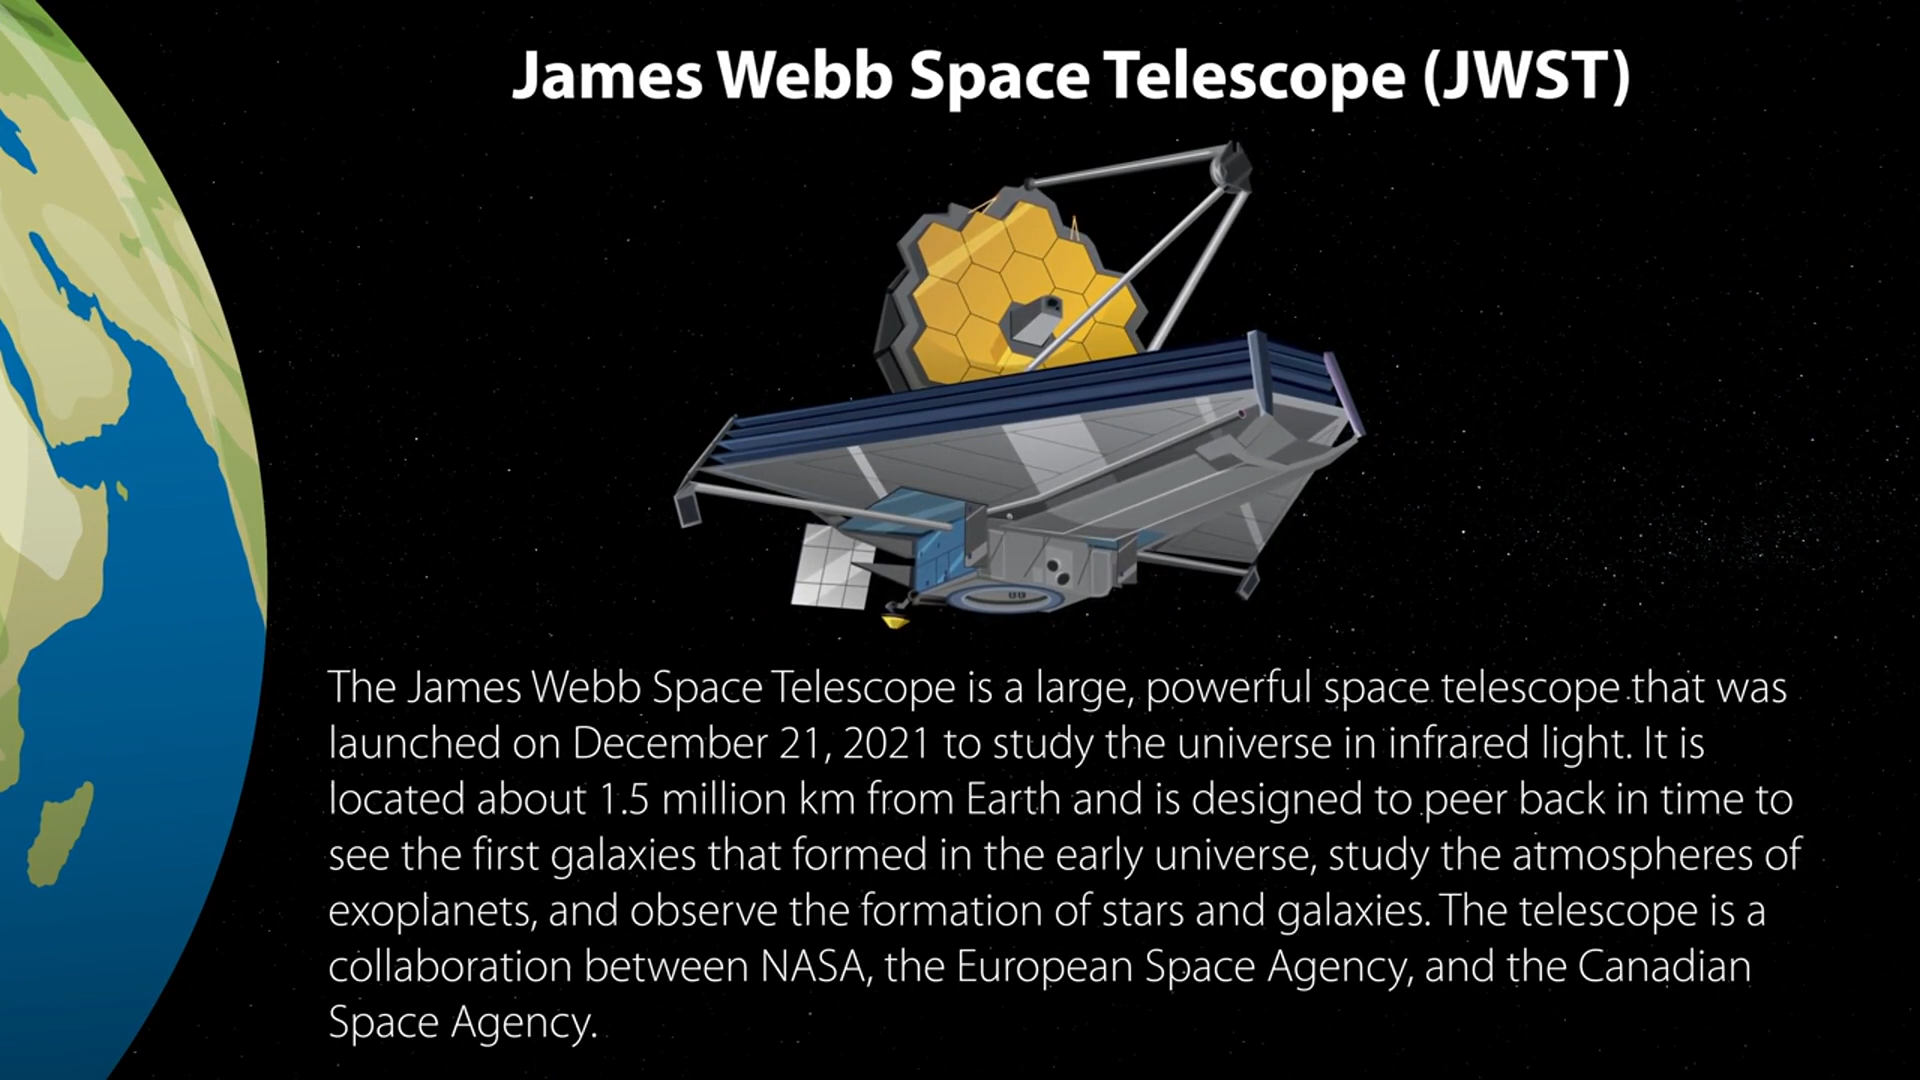 James Webb Space Telescope (JWST)
The James Webb Space Telescope is a large, powerful space telescope that was
launched on December 21, 2021 to study the universe in infrared light. It is
located about 1.5 million km from Earth and is designed to peer back in time to
see the first galaxies that formed in the early universe, study the atmospheres of
exoplanets, and observe the formation of stars and galaxies. The telescope is a
collaboration between NASA, the European Space Agency, and the Canadian
Space Agency.